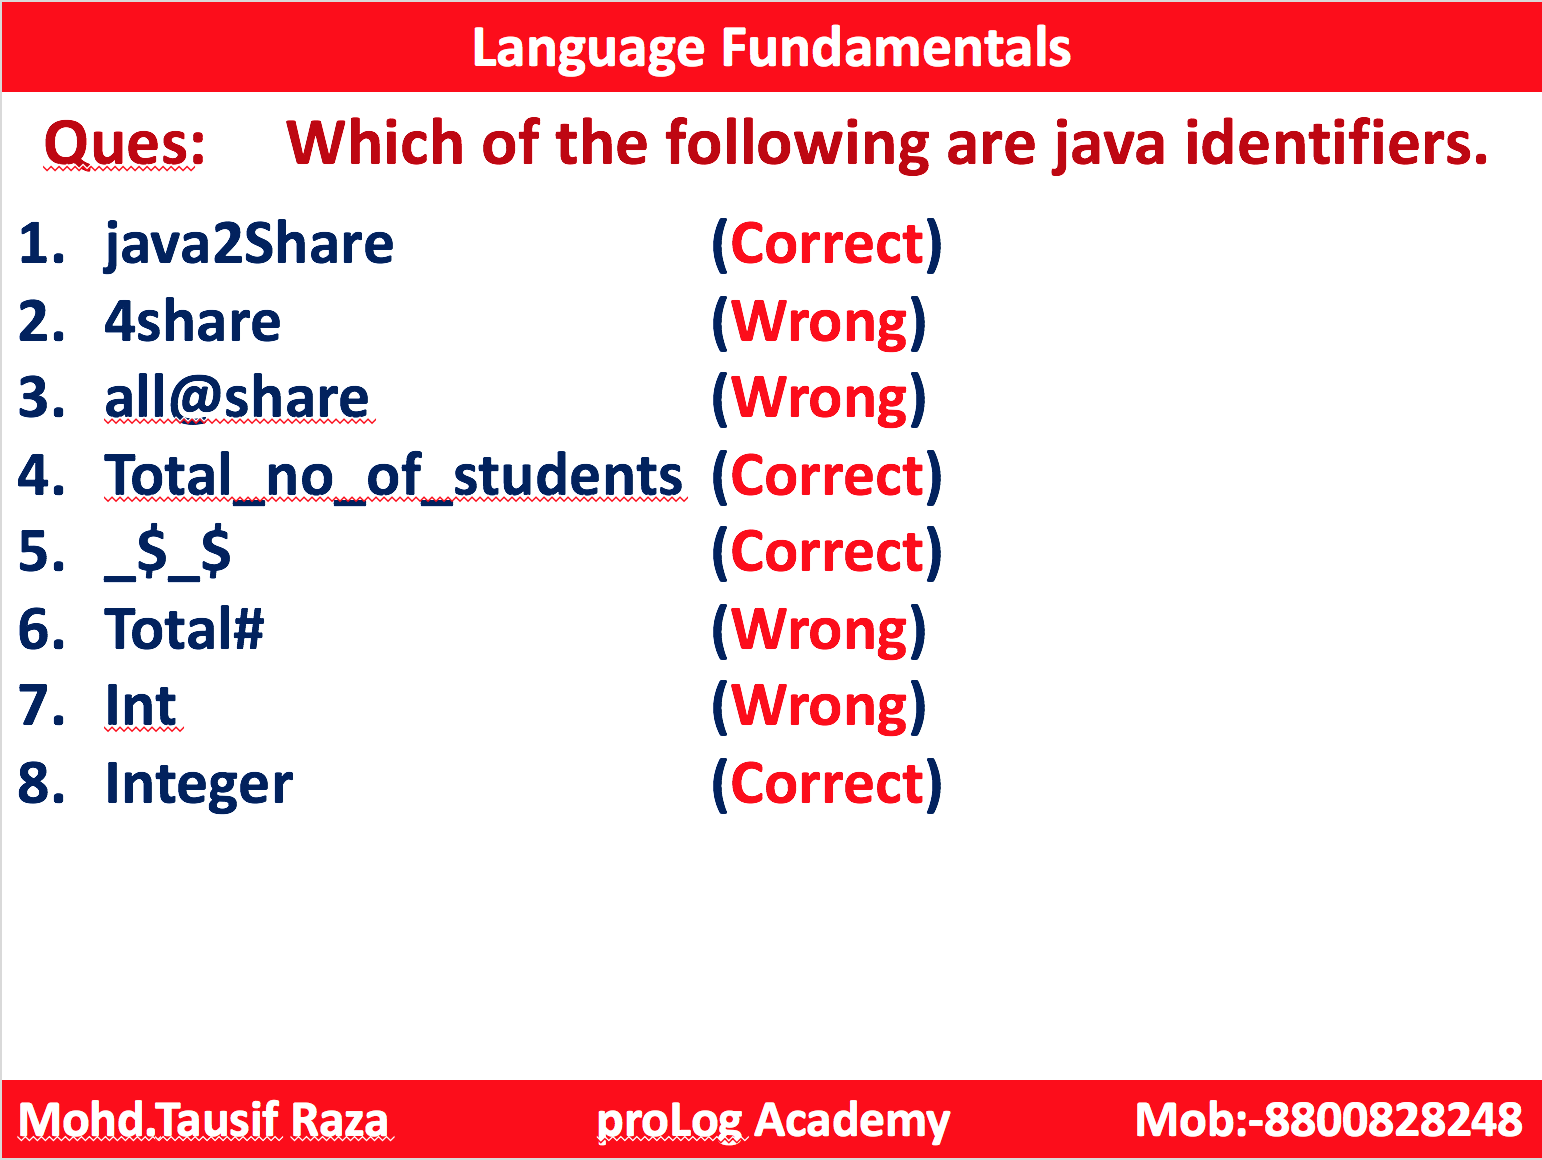 Language Fundamentals
Ques: Which of the following are java identifiers.
1. java2Share (Correct)
2. 4share (Wrong)
3. all@share (Wrong)
4. Total_no_of_students (Correct)
5. _$_$ (Correct)
6. Total# (Wrong)
7. Int (Wrong)
8. Integer (Correct)
Mohd.Tausif Raza proLog Academy Mob:-8800828248